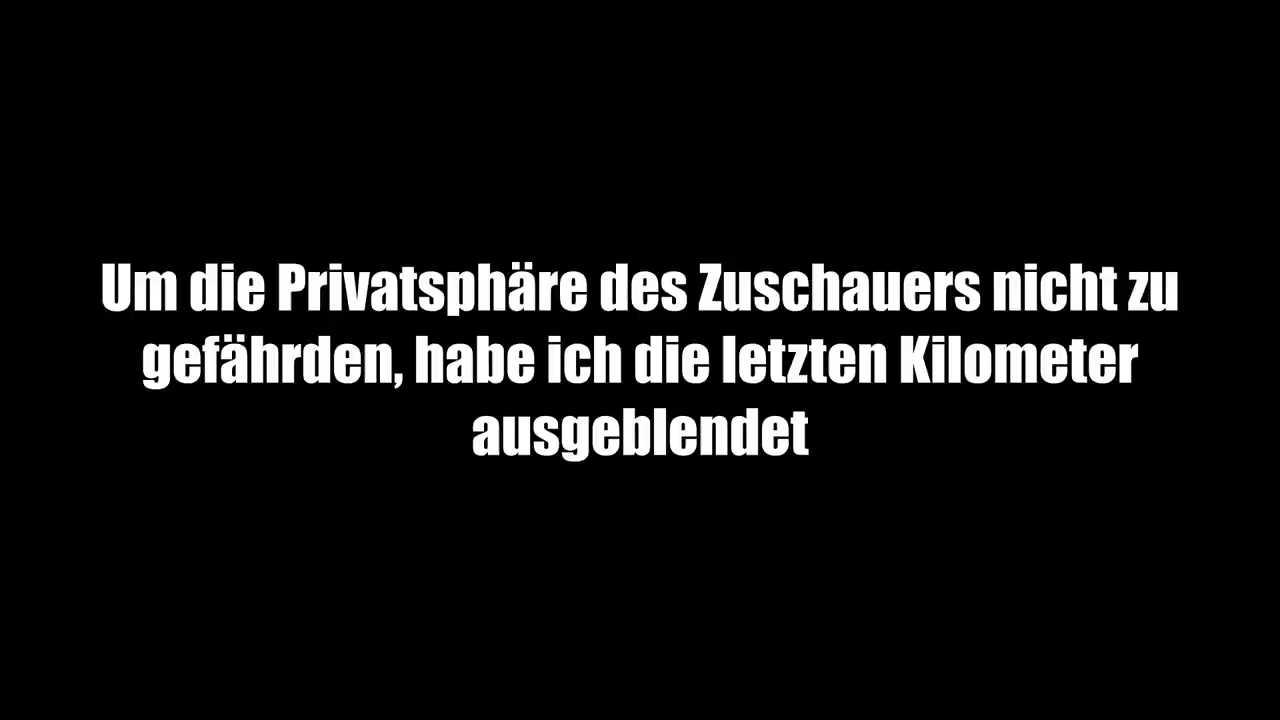 Um die Privatsphäre des Zuschauers nicht zu
gefährden, habe ich die letzten Kilometer
ausgeblendet